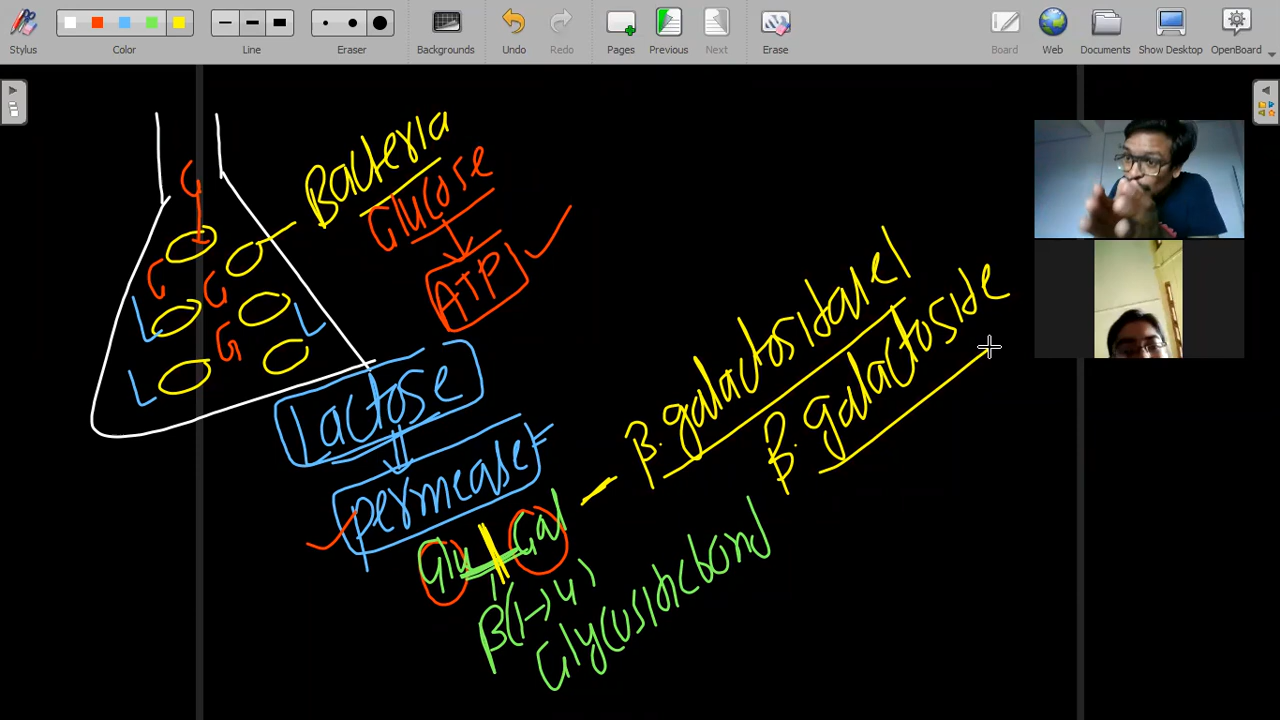 Stylus
Color
Line
Eraser
Backgrounds
Undo
Redo
Pages
Previous
Next
Erase
Board
Web
Documents
Show Desktop
OpenBoard
Bacteria
Glucose
ATP
G
G
G
G
L
L
L
Lactose
permease
Glu Gal
β(1→4)
Glycosidic bond
β.galactosidase
β.galactoside